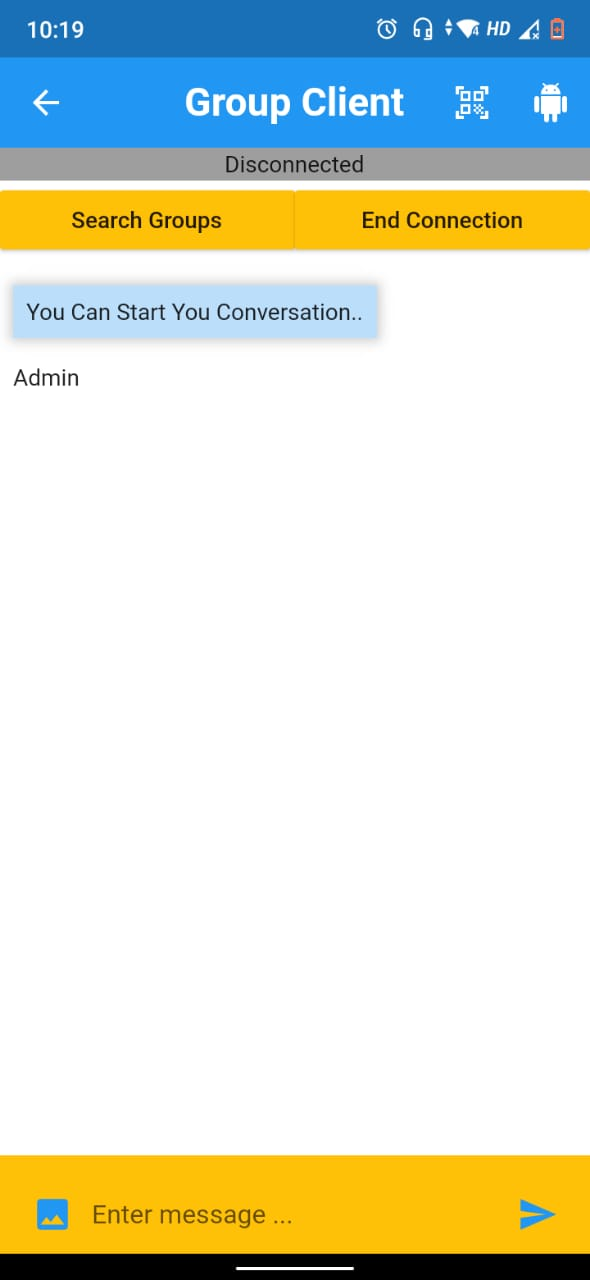 10:19
HD
Group Client
Disconnected
Search Groups
End Connection
You Can Start You Conversation..
Admin
Enter message ...